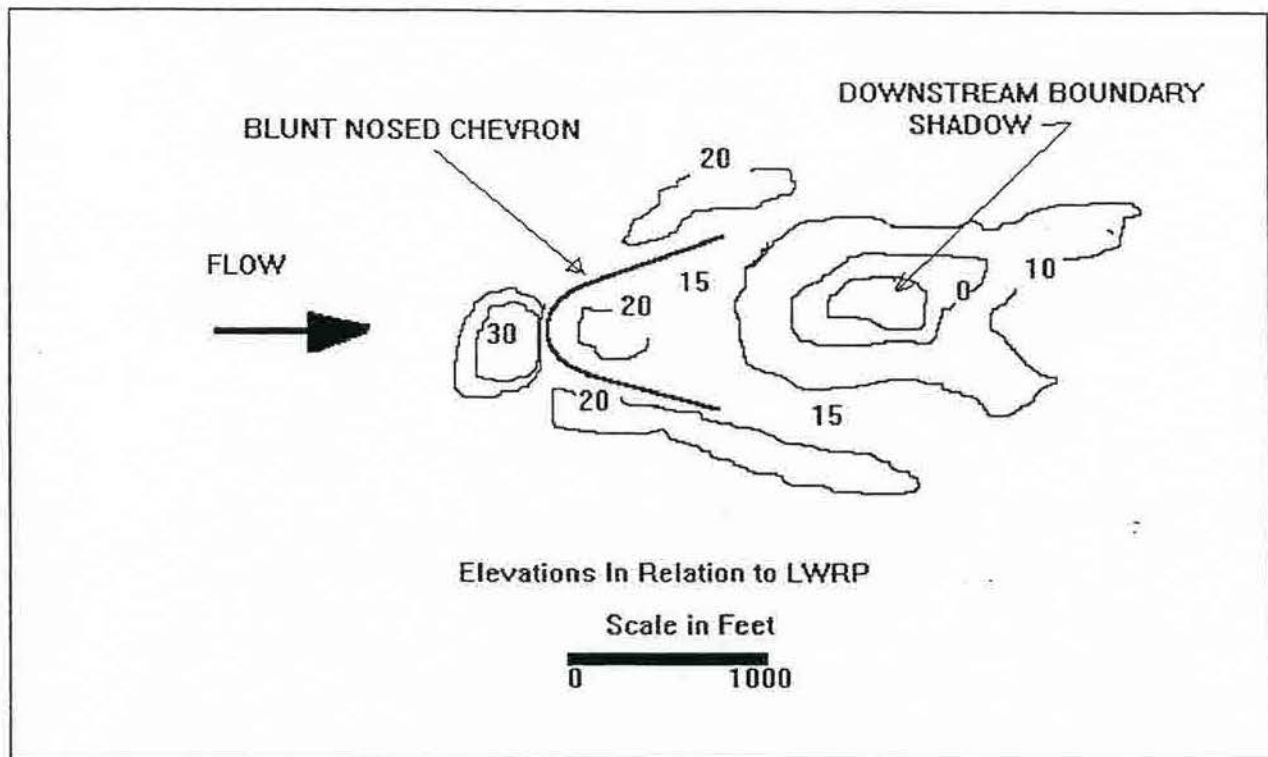 DOWNSTREAM BOUNDARY
SHADOW
BLUNT NOSED CHEVRON
20
FLOW
15
10
0
20
30
20
15
Elevations In Relation to LWRP
Scale in Feet
0 1000